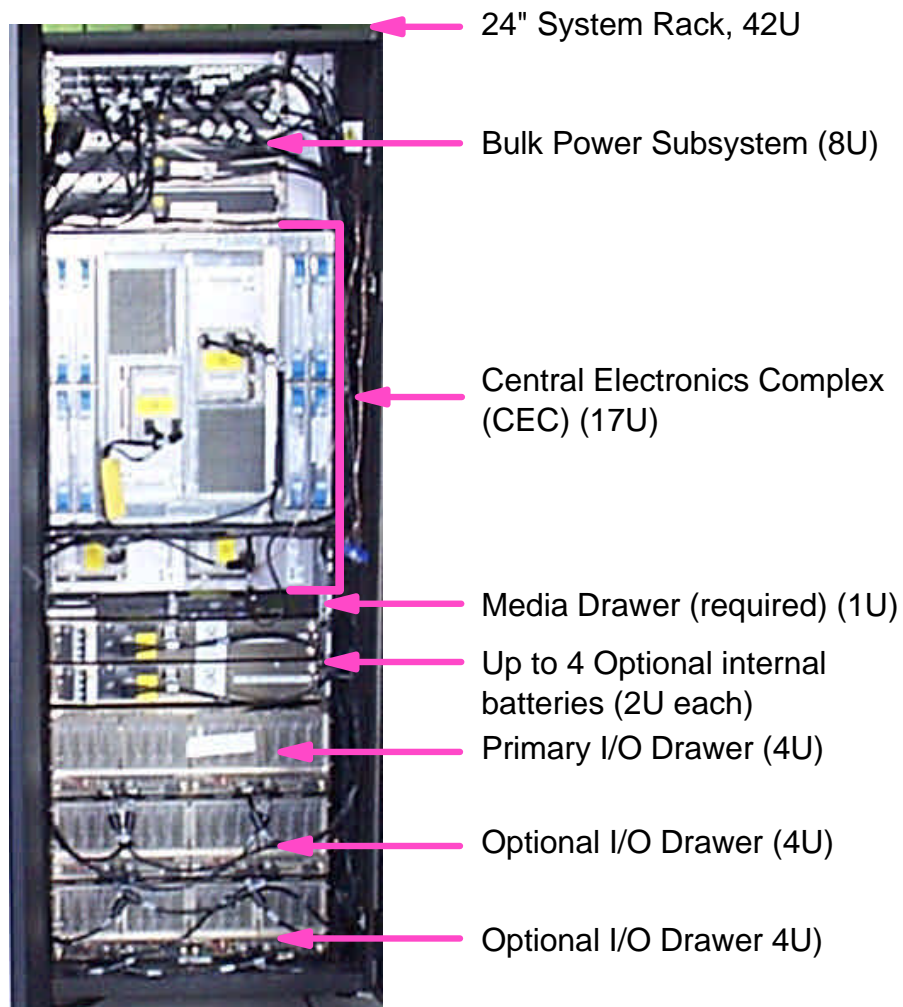 24" System Rack, 42U
Bulk Power Subsystem (8U)
Central Electronics Complex
(CEC) (17U)
Media Drawer (required) (1U)
Up to 4 Optional internal
batteries (2U each)
Primary I/O Drawer (4U)
Optional I/O Drawer (4U)
Optional I/O Drawer 4U)